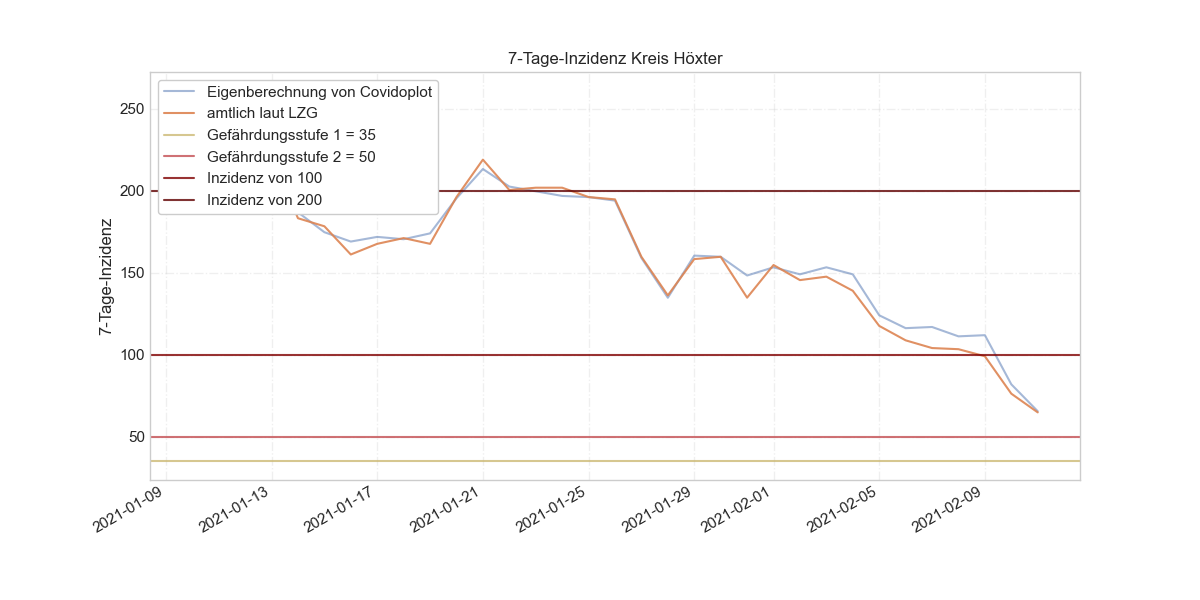 7-Tage-Inzidenz Kreis Höxter
Eigenberechnung von Covidoplot
amtlich laut LZG
Gefährdungsstufe 1 = 35
Gefährdungsstufe 2 = 50
Inzidenz von 100
Inzidenz von 200
7-Tage-Inzidenz
250
200
150
100
50
2021-01-09
2021-01-13
2021-01-17
2021-01-21
2021-01-25
2021-01-29
2021-02-01
2021-02-05
2021-02-09